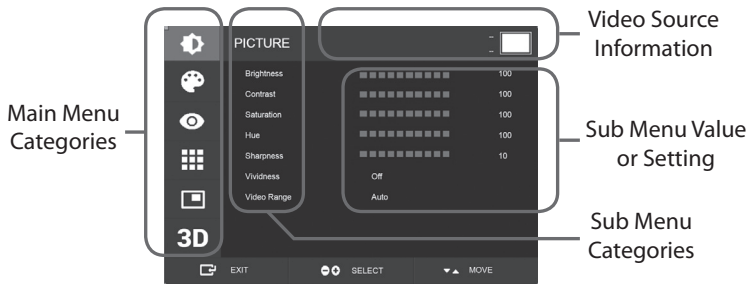 Video Source
Information
PICTURE
Brightness 100
Contrast 100
Saturation 100
Hue 100
Sharpness 10
Vividness Off
Video Range Auto
3D
EXIT SELECT MOVE
Main Menu
Categories
Sub Menu Value
or Setting
Sub Menu
Categories